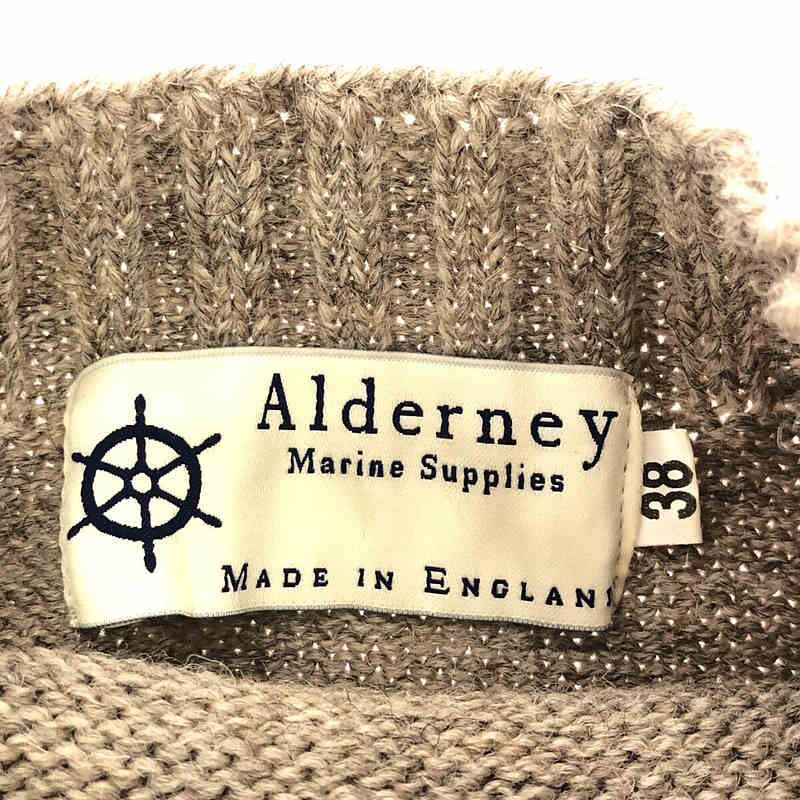 Alderney
Marine Supplies
MADE IN ENGLAND
38